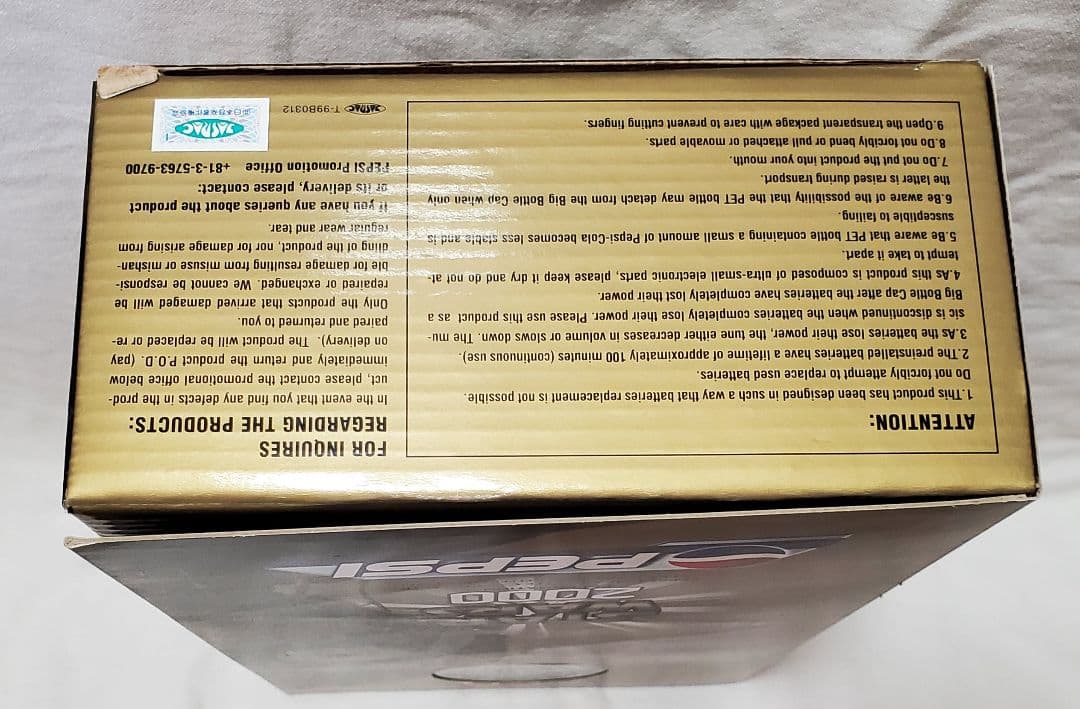 ATTENTION:
1.This product has been designed in such a way that batteries replacement is not possible.
Do not forcibly attempt to replace used batteries.
2.The preinstalled batteries have a lifetime of approximately 100 minutes (continuous use).
3.As the batteries lose their power, the tune either decreases in volume or slows down. The mu-
sic is discontinued when the batteries completely lose their power. Please use this product as a
Big Bottle Cap after the batteries have completely lost their power.
4.As this product is composed of ultra-small electronic parts, please keep it dry and do not at-
tempt to take it apart.
5.Be aware that PET bottle containing a small amount of Pepsi-Cola becomes less stable and is
susceptible to falling.
6.Be aware of the possibility that the PET bottle may detach from the Big Bottle Cap when only
the latter is raised during transport.
7.Do not put the product into your mouth.
8.Do not forcibly bend or pull attached or movable parts.
9.Open the transparent package with care to prevent cutting fingers.
FOR INQUIRES
REGARDING THE PRODUCTS:
In the event that you find any defects in the prod-
uct, please contact the promotional office below
immediately and return the product P.O.D. (pay
on delivery). The product will be replaced or re-
paired and returned to you.
Only the products that arrived damaged will be
repaired or exchanged. We cannot be responsi-
ble for damage resulting from misuse or mishan-
dling of the product, nor for damage arising from
regular wear and tear.
If you have any queries about the product
or its delivery, please contact:
PEPSI Promotion Office +81-3-5763-9700
JASRAC T-99B0312
JASRAC
2000
PEPSI